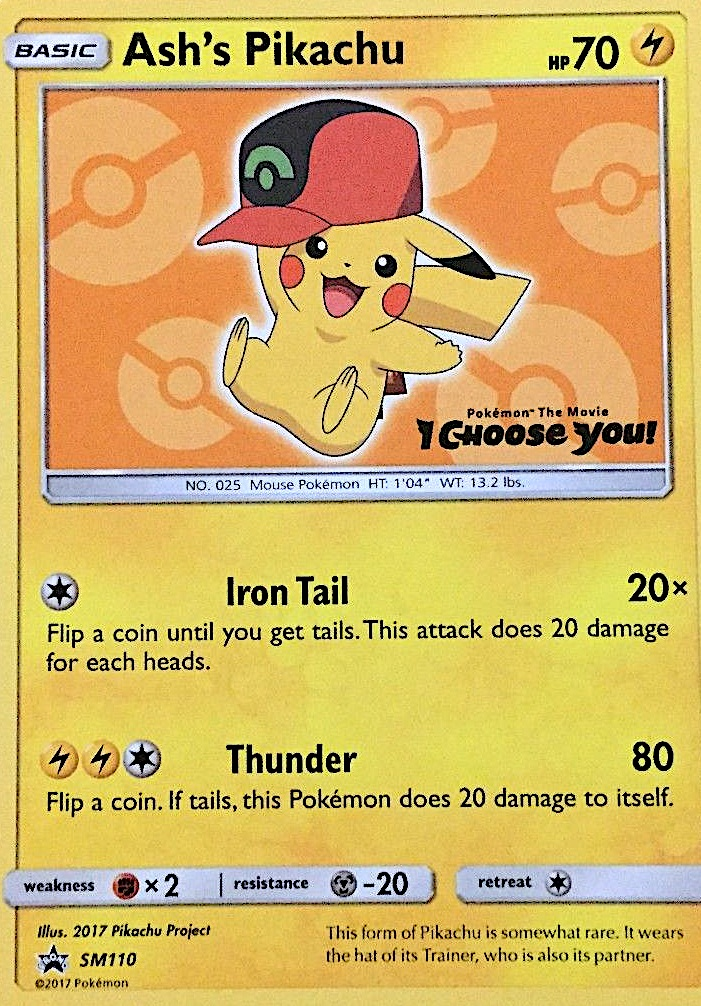 BASIC Ash's Pikachu HP 70
Pokémon™ The Movie
I Choose you!
NO. 025 Mouse Pokémon HT: 1'04" WT: 13.2 lbs.
Iron Tail 20×
Flip a coin until you get tails. This attack does 20 damage
for each heads.
Thunder 80
Flip a coin. If tails, this Pokémon does 20 damage to itself.
weakness ×2 resistance -20 retreat
Illus. 2017 Pikachu Project
SM110
©2017 Pokémon
This form of Pikachu is somewhat rare. It wears
the hat of its Trainer, who is also its partner.